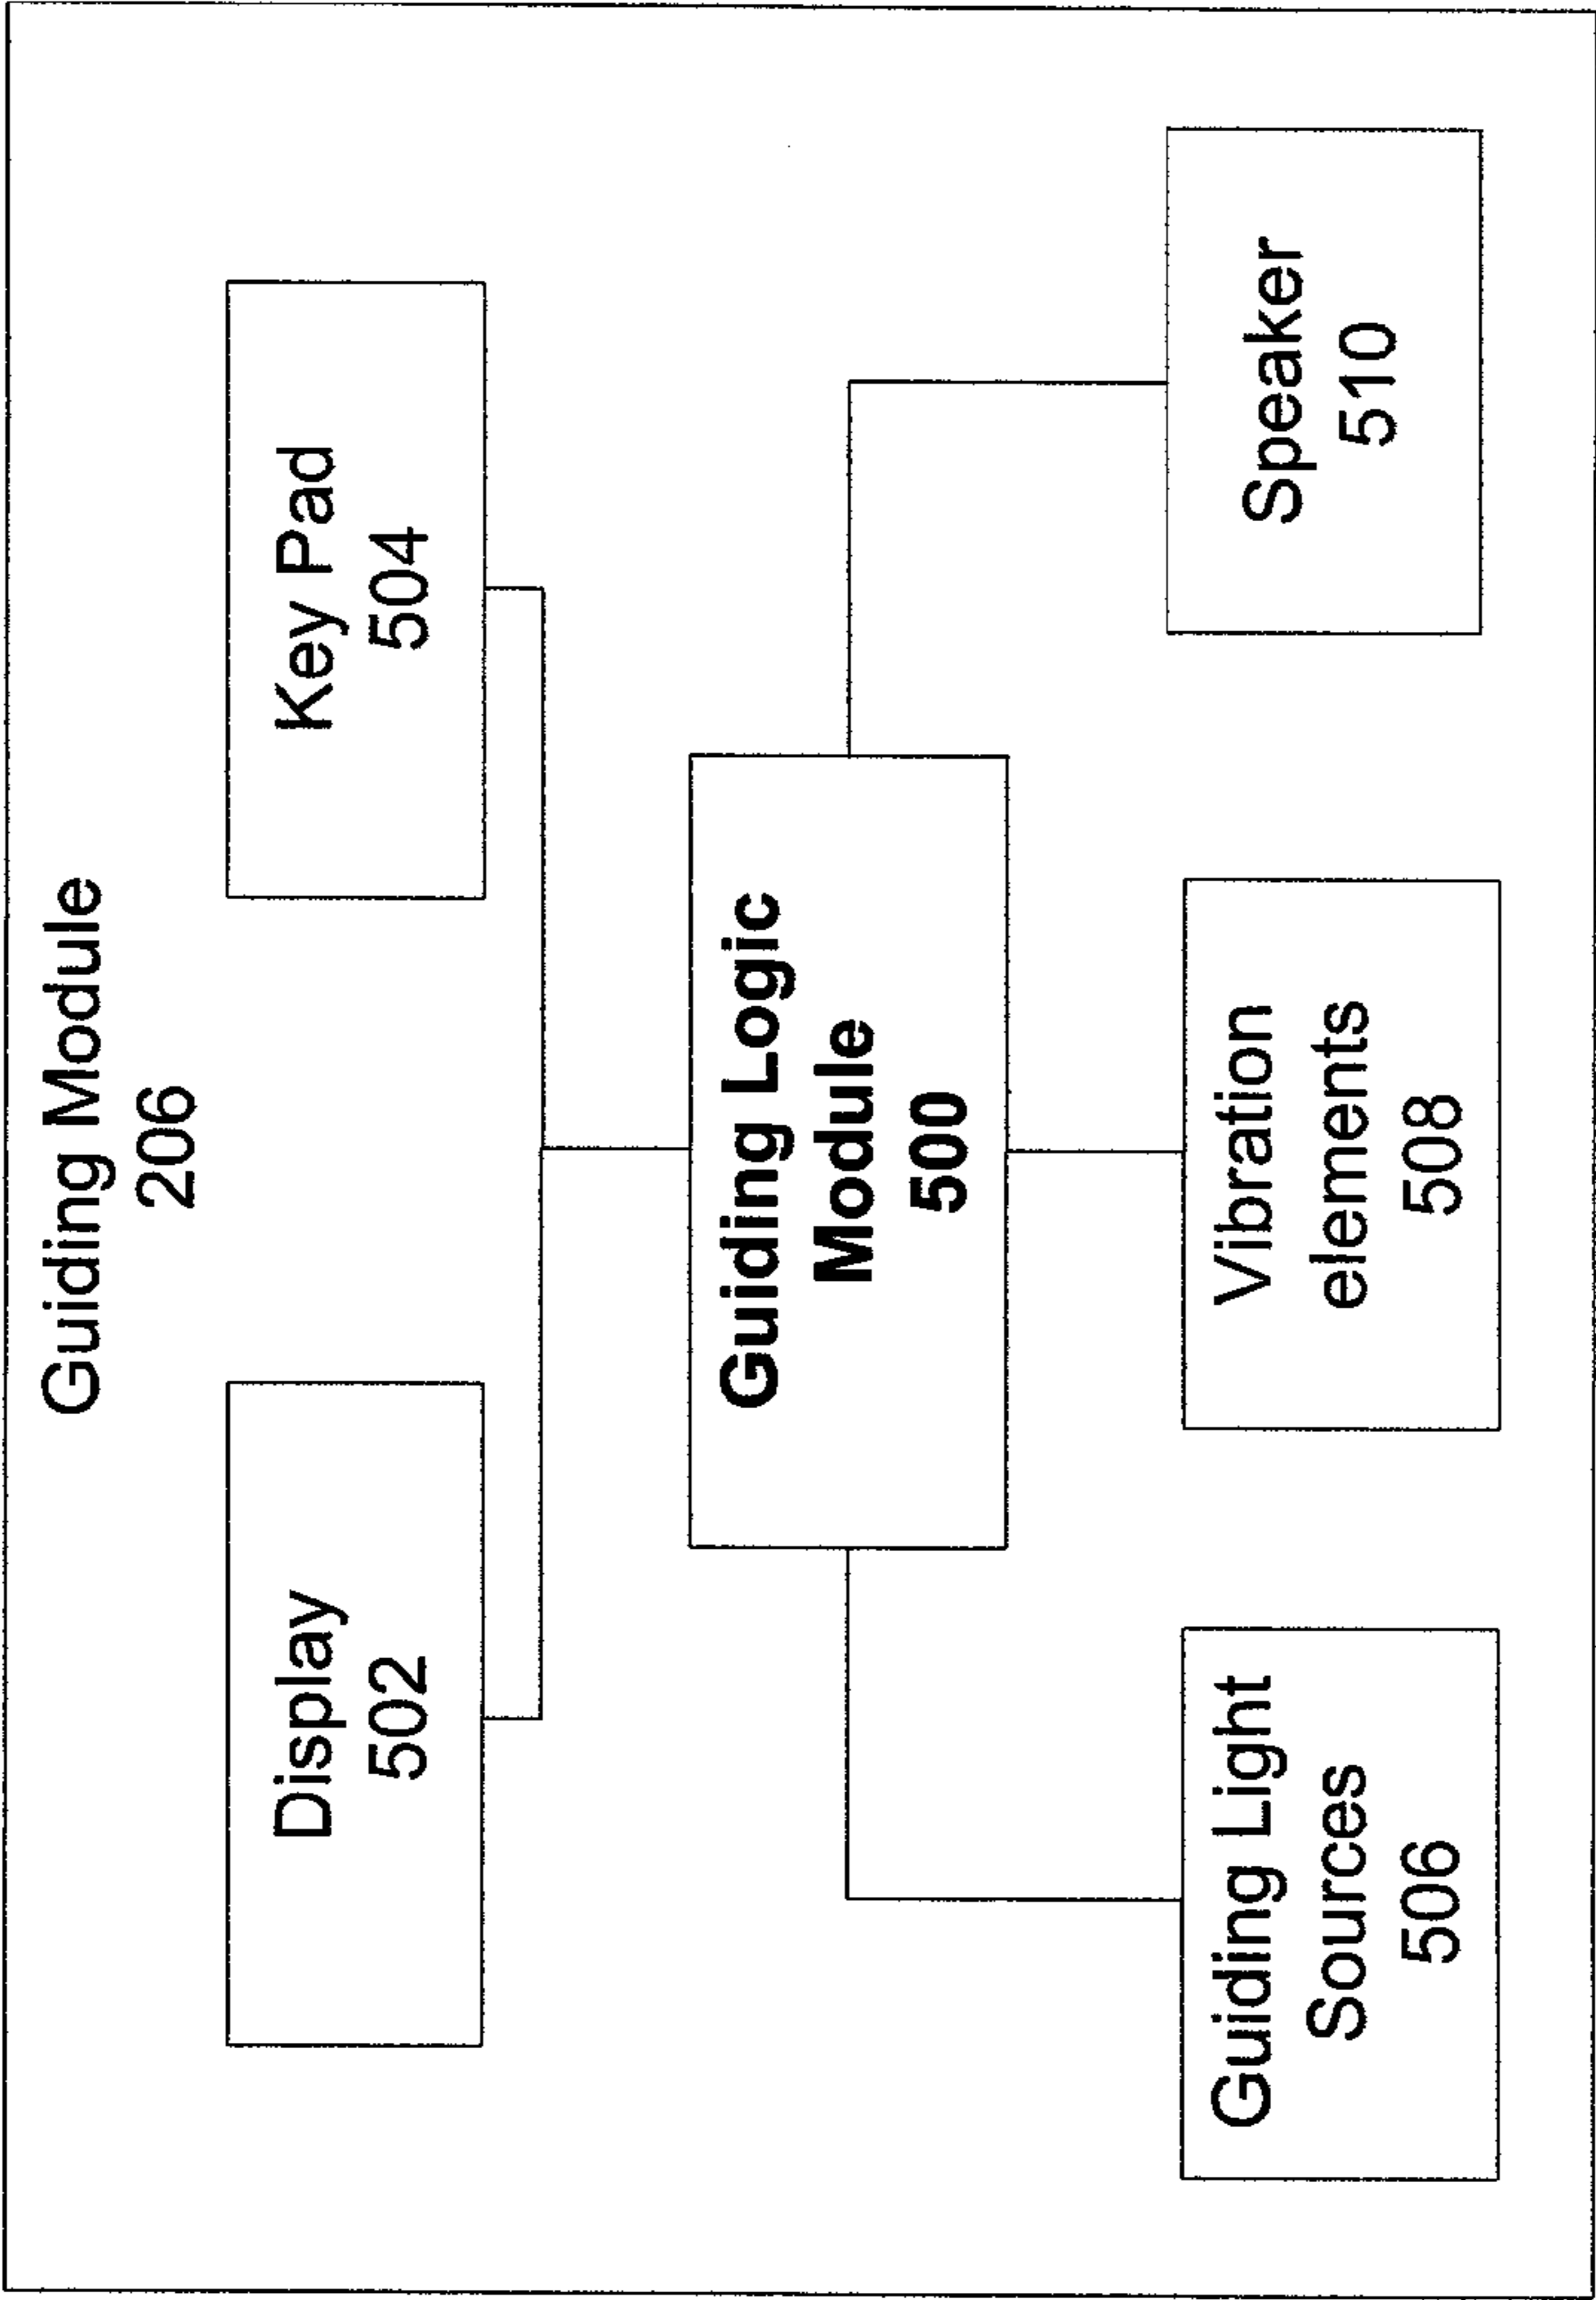 Guiding Module
206
Display
502
Key Pad
504
Guiding Logic
Module
500
Guiding Light
Sources
506
Vibration
elements
508
Speaker
510